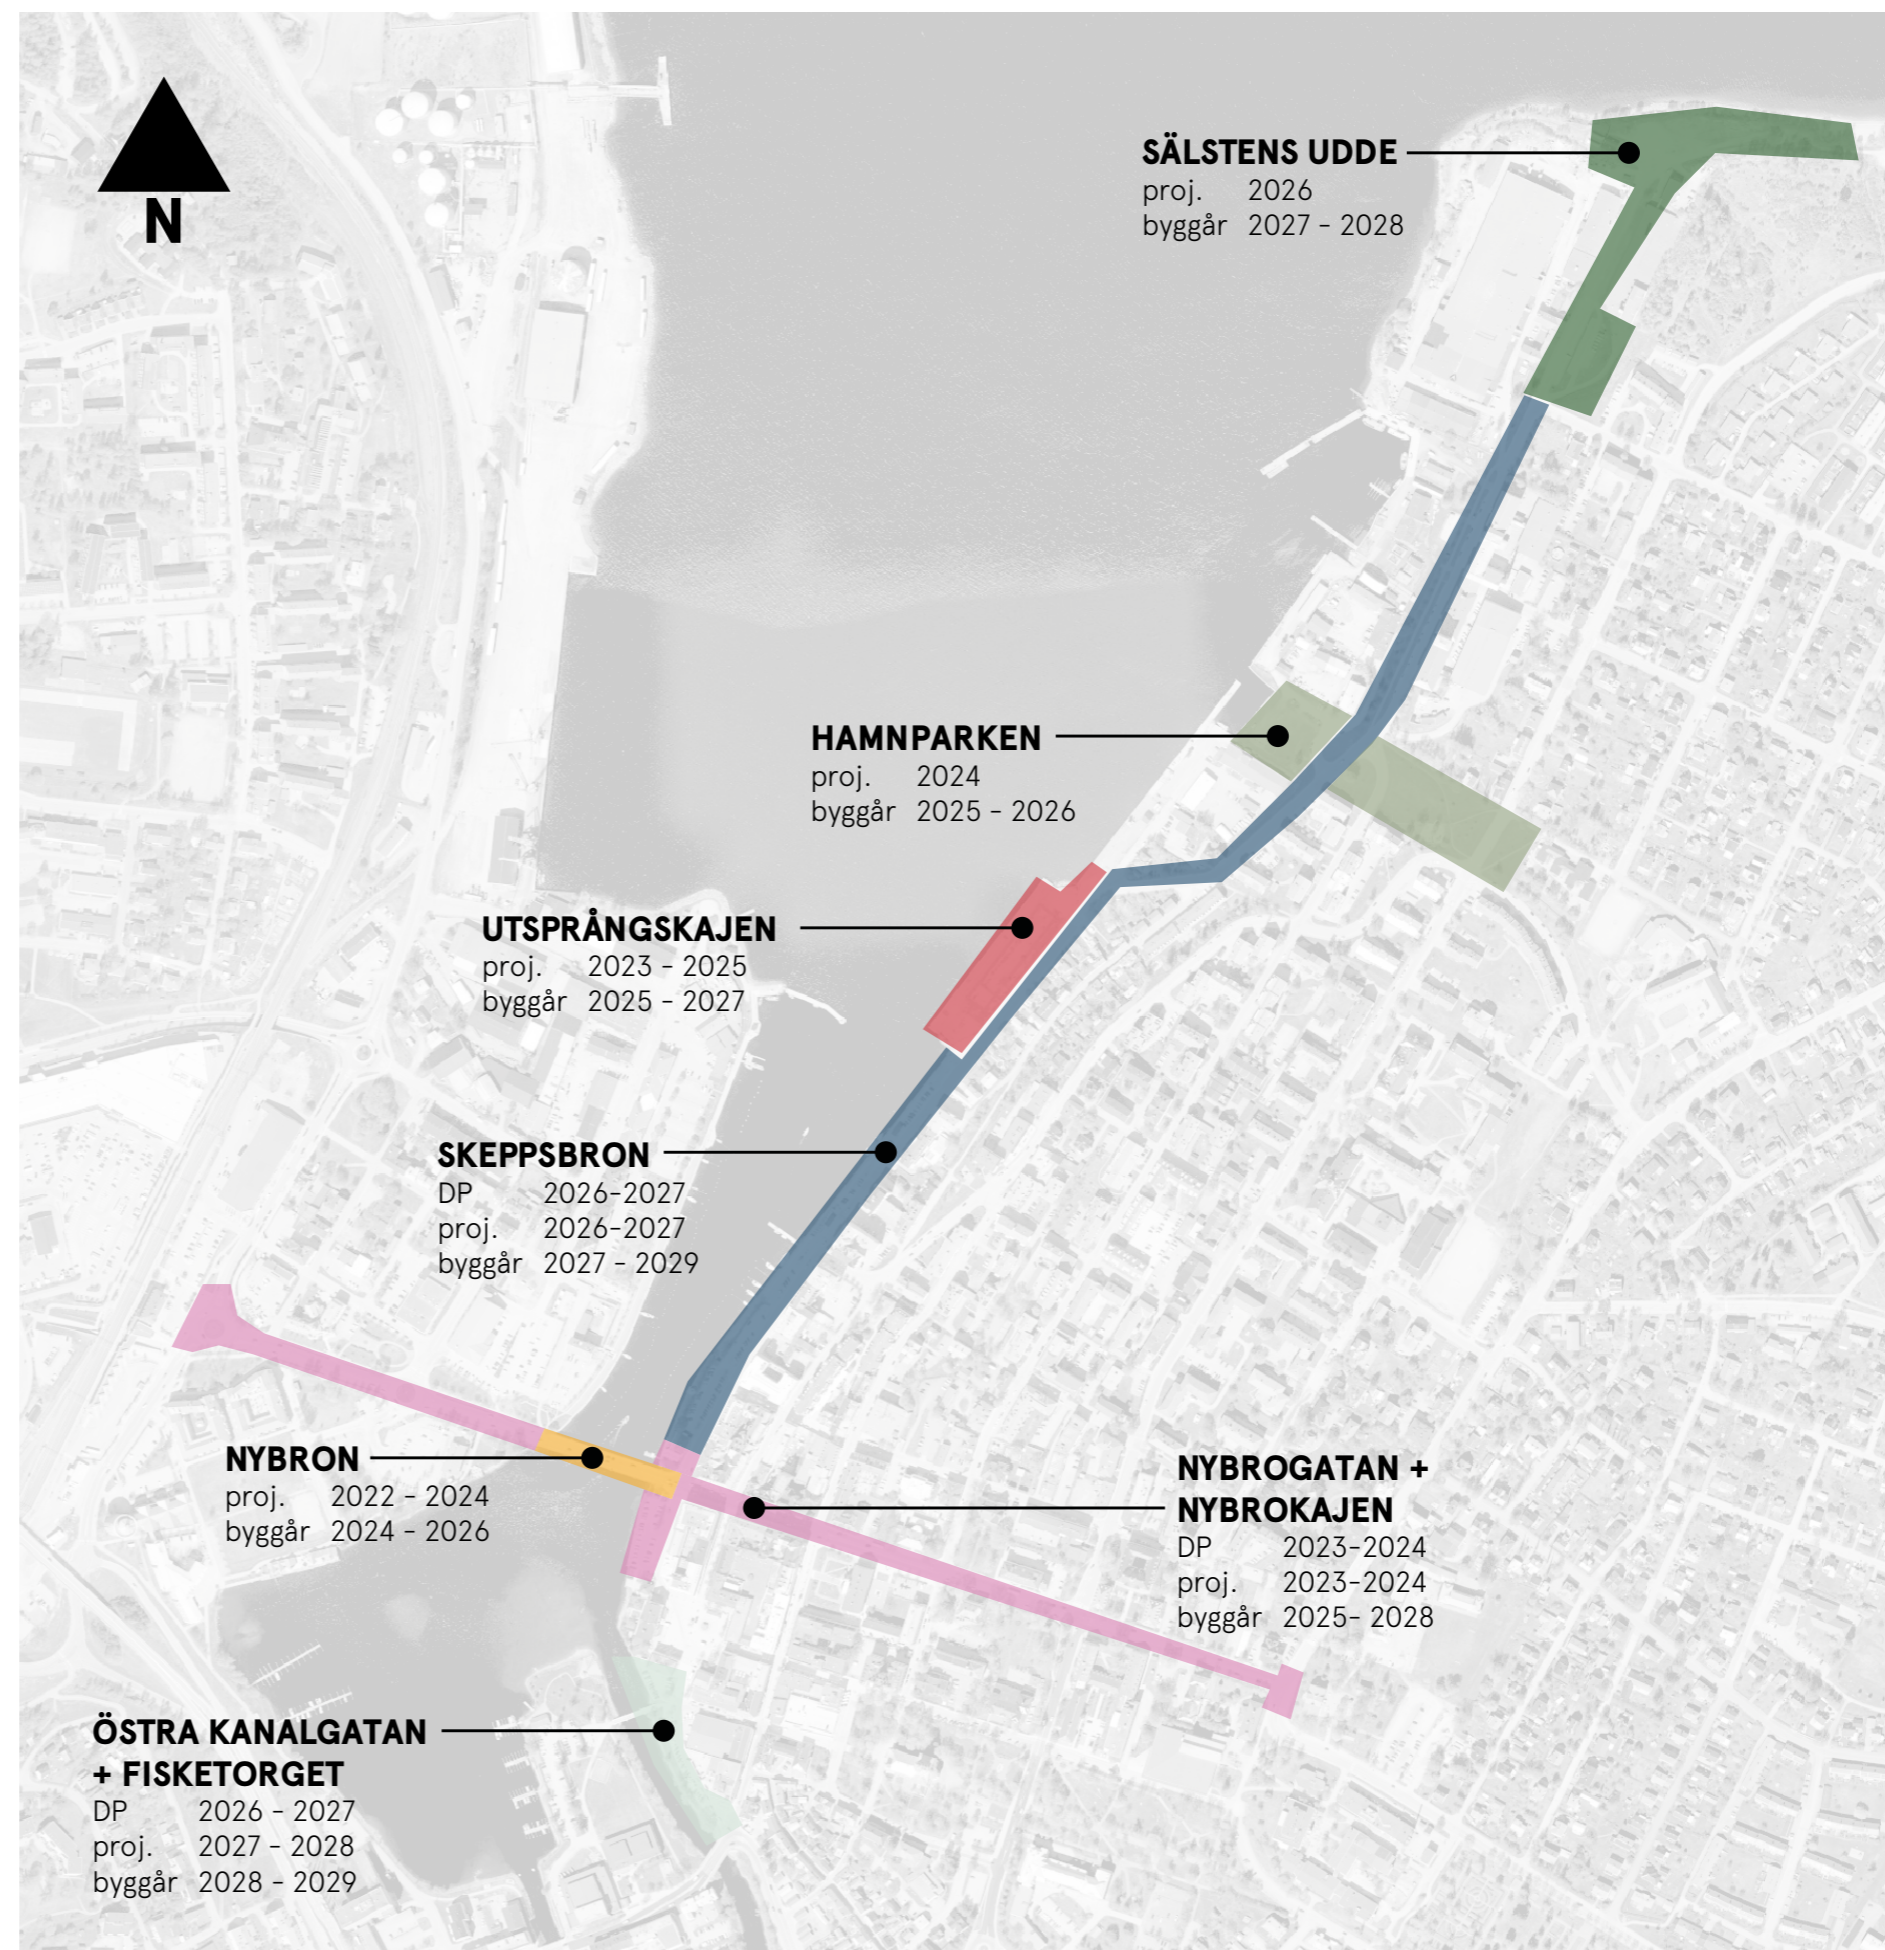 N
SÄLSTENS UDDE
proj. 2026
byggår 2027 - 2028
HAMNPARKEN
proj. 2024
byggår 2025 - 2026
UTSPRÅNGSKAJEN
proj. 2023 - 2025
byggår 2025 - 2027
SKEPPSBRON
DP 2026-2027
proj. 2026-2027
byggår 2027 - 2029
NYBRON
proj. 2022 - 2024
byggår 2024 - 2026
NYBROGATAN +
NYBROKAJEN
DP 2023-2024
proj. 2023-2024
byggår 2025- 2028
ÖSTRA KANALGATAN
+ FISKETORGET
DP 2026 - 2027
proj. 2027 - 2028
byggår 2028 - 2029